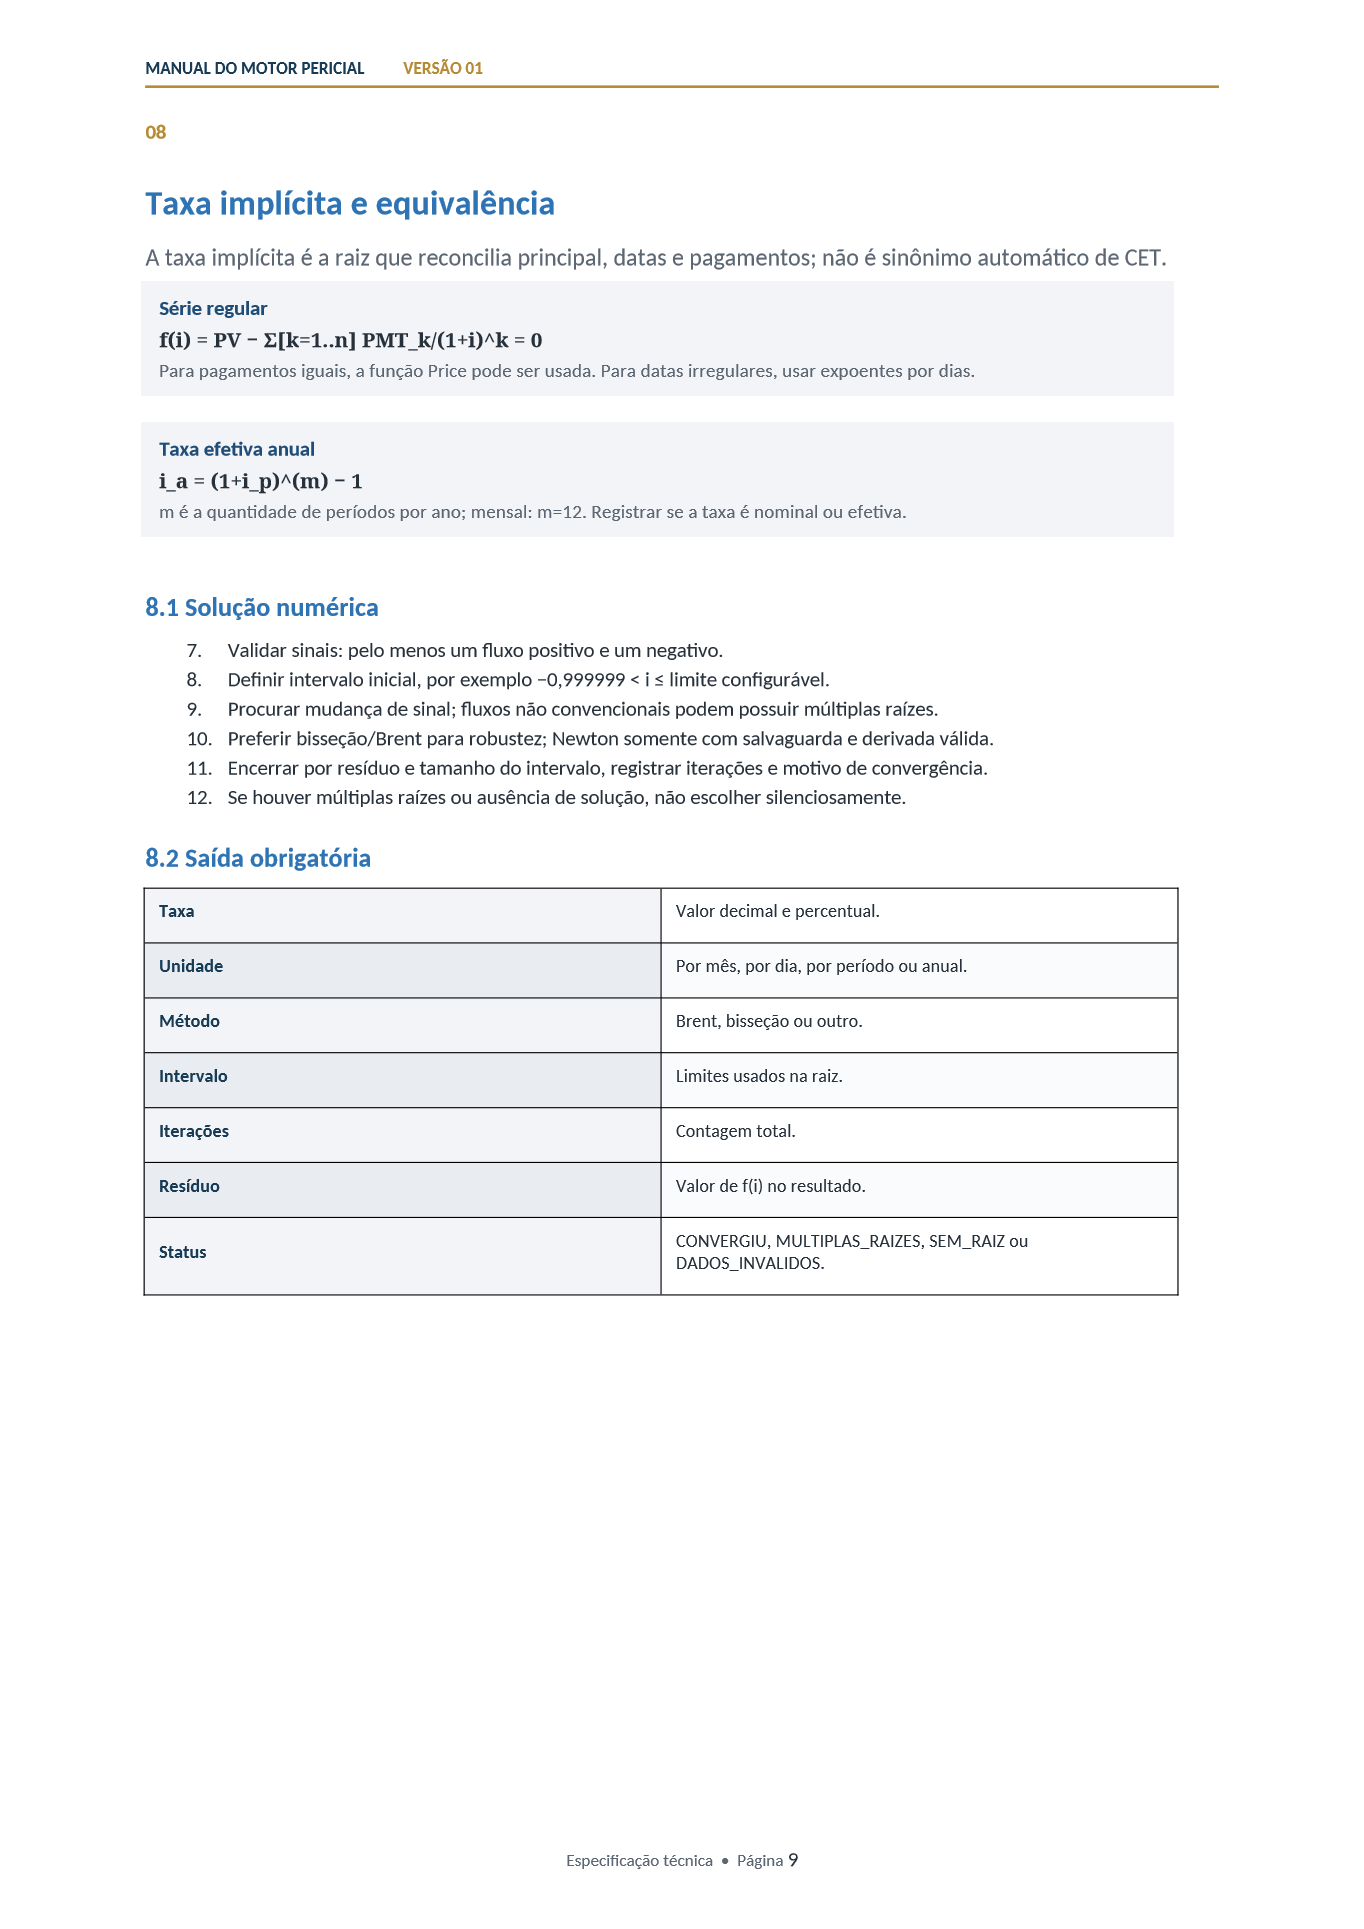 MANUAL DO MOTOR PERICIAL VERSÃO 01
08
Taxa implícita e equivalência
A taxa implícita é a raiz que reconcilia principal, datas e pagamentos; não é sinônimo automático de CET.
Série regular
f(i) = PV − Σ[k=1..n] PMT_k/(1+i)^k = 0
Para pagamentos iguais, a função Price pode ser usada. Para datas irregulares, usar expoentes por dias.
Taxa efetiva anual
i_a = (1+i_p)^(m) − 1
m é a quantidade de períodos por ano; mensal: m=12. Registrar se a taxa é nominal ou efetiva.
8.1 Solução numérica
7. Validar sinais: pelo menos um fluxo positivo e um negativo.
8. Definir intervalo inicial, por exemplo −0,999999 < i ≤ limite configurável.
9. Procurar mudança de sinal; fluxos não convencionais podem possuir múltiplas raízes.
10. Preferir bisseção/Brent para robustez; Newton somente com salvaguarda e derivada válida.
11. Encerrar por resíduo e tamanho do intervalo, registrar iterações e motivo de convergência.
12. Se houver múltiplas raízes ou ausência de solução, não escolher silenciosamente.
8.2 Saída obrigatória
Taxa Valor decimal e percentual.
Unidade Por mês, por dia, por período ou anual.
Método Brent, bisseção ou outro.
Intervalo Limites usados na raiz.
Iterações Contagem total.
Resíduo Valor de f(i) no resultado.
Status CONVERGIU, MULTIPLAS_RAIZES, SEM_RAIZ ou
DADOS_INVALIDOS.
Especificação técnica • Página 9